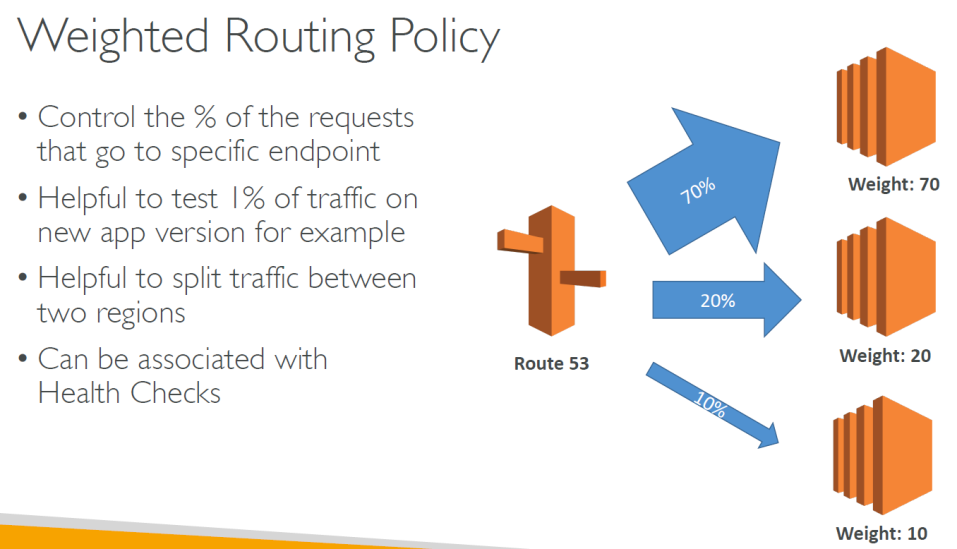 Weighted Routing Policy
• Control the % of the requests
that go to specific endpoint
• Helpful to test 1% of traffic on
new app version for example
• Helpful to split traffic between
two regions
• Can be associated with
Health Checks
Route 53
70%
20%
10%
Weight: 70
Weight: 20
Weight: 10